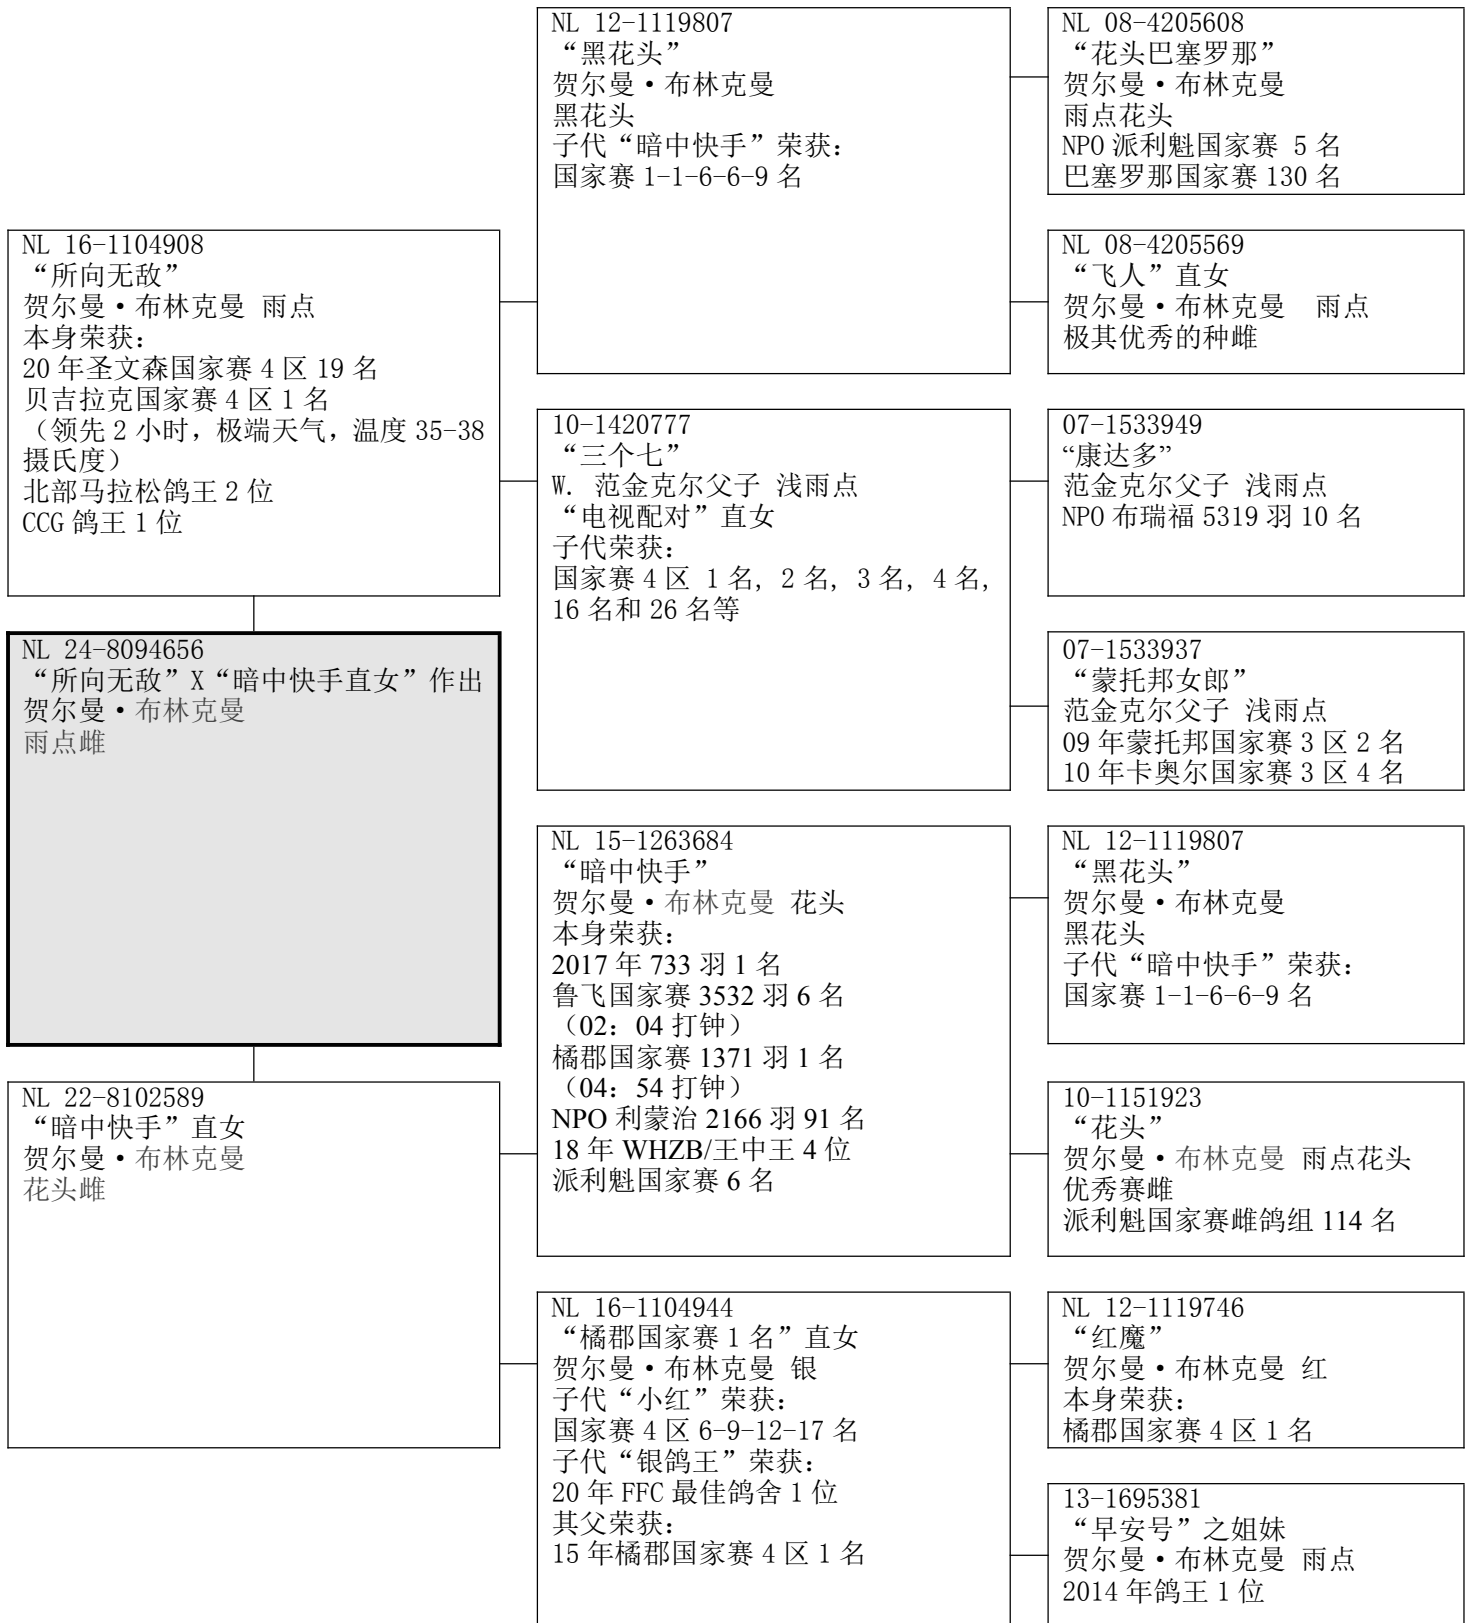 NL 16-1104908
“所向无敌”
贺尔曼·布林克曼 雨点
本身荣获：
20 年圣文森国家赛 4 区 19 名
贝吉拉克国家赛 4 区 1 名
（领先 2 小时，极端天气，温度 35-38
摄氏度）
北部马拉松鸽王 2 位
CCG 鸽王 1 位
NL 24-8094656
“所向无敌”X“暗中快手直女”作出
贺尔曼·布林克曼
雨点雌
NL 22-8102589
“暗中快手”直女
贺尔曼·布林克曼
花头雌
NL 12-1119807
“黑花头”
贺尔曼·布林克曼
黑花头
子代“暗中快手”荣获：
国家赛 1-1-6-6-9 名
10-1420777
“三个七”
W. 范金克尔父子 浅雨点
“电视配对”直女
子代荣获：
国家赛 4 区 1 名, 2 名, 3 名, 4 名,
16 名和 26 名等
NL 15-1263684
“暗中快手”
贺尔曼·布林克曼 花头
本身荣获：
2017 年 733 羽 1 名
鲁飞国家赛 3532 羽 6 名
（02：04 打钟）
橘郡国家赛 1371 羽 1 名
（04：54 打钟）
NPO 利蒙治 2166 羽 91 名
18 年 WHZB/王中王 4 位
派利魁国家赛 6 名
NL 16-1104944
“橘郡国家赛 1 名”直女
贺尔曼·布林克曼 银
子代“小红”荣获：
国家赛 4 区 6-9-12-17 名
子代“银鸽王”荣获：
20 年 FFC 最佳鸽舍 1 位
其父荣获：
15 年橘郡国家赛 4 区 1 名
NL 08-4205608
“花头巴塞罗那”
贺尔曼·布林克曼
雨点花头
NPO 派利魁国家赛 5 名
巴塞罗那国家赛 130 名
NL 08-4205569
“飞人”直女
贺尔曼·布林克曼 雨点
极其优秀的种雌
07-1533949
“康达多”
范金克尔父子 浅雨点
NPO 布瑞福 5319 羽 10 名
07-1533937
“蒙托邦女郎”
范金克尔父子 浅雨点
09 年蒙托邦国家赛 3 区 2 名
10 年卡奥尔国家赛 3 区 4 名
NL 12-1119807
“黑花头”
贺尔曼·布林克曼
黑花头
子代“暗中快手”荣获：
国家赛 1-1-6-6-9 名
10-1151923
“花头”
贺尔曼·布林克曼 雨点花头
优秀赛雌
派利魁国家赛雌鸽组 114 名
NL 12-1119746
“红魔”
贺尔曼·布林克曼 红
本身荣获：
橘郡国家赛 4 区 1 名
13-1695381
“早安号”之姐妹
贺尔曼·布林克曼 雨点
2014 年鸽王 1 位